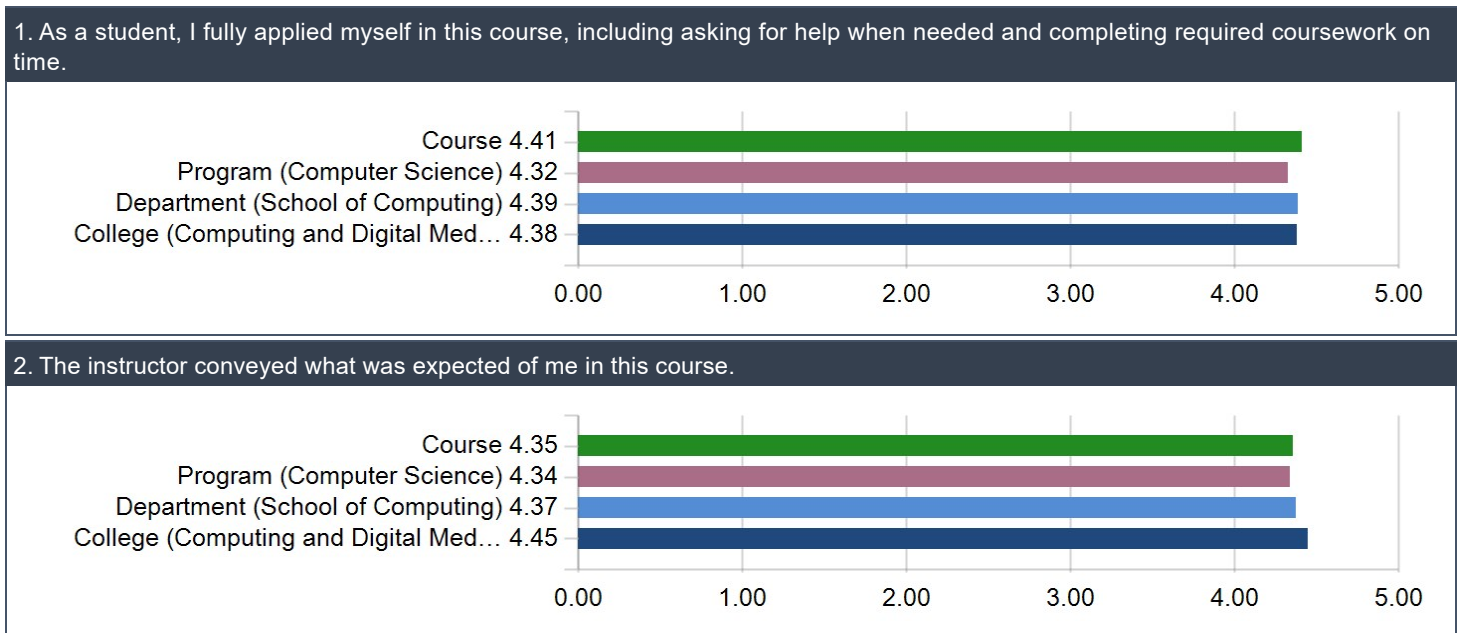 1. As a student, I fully applied myself in this course, including asking for help when needed and completing required coursework on
time.
Course 4.41
Program (Computer Science) 4.32
Department (School of Computing) 4.39
College (Computing and Digital Med... 4.38
0.00 1.00 2.00 3.00 4.00 5.00
2. The instructor conveyed what was expected of me in this course.
Course 4.35
Program (Computer Science) 4.34
Department (School of Computing) 4.37
College (Computing and Digital Med... 4.45
0.00 1.00 2.00 3.00 4.00 5.00